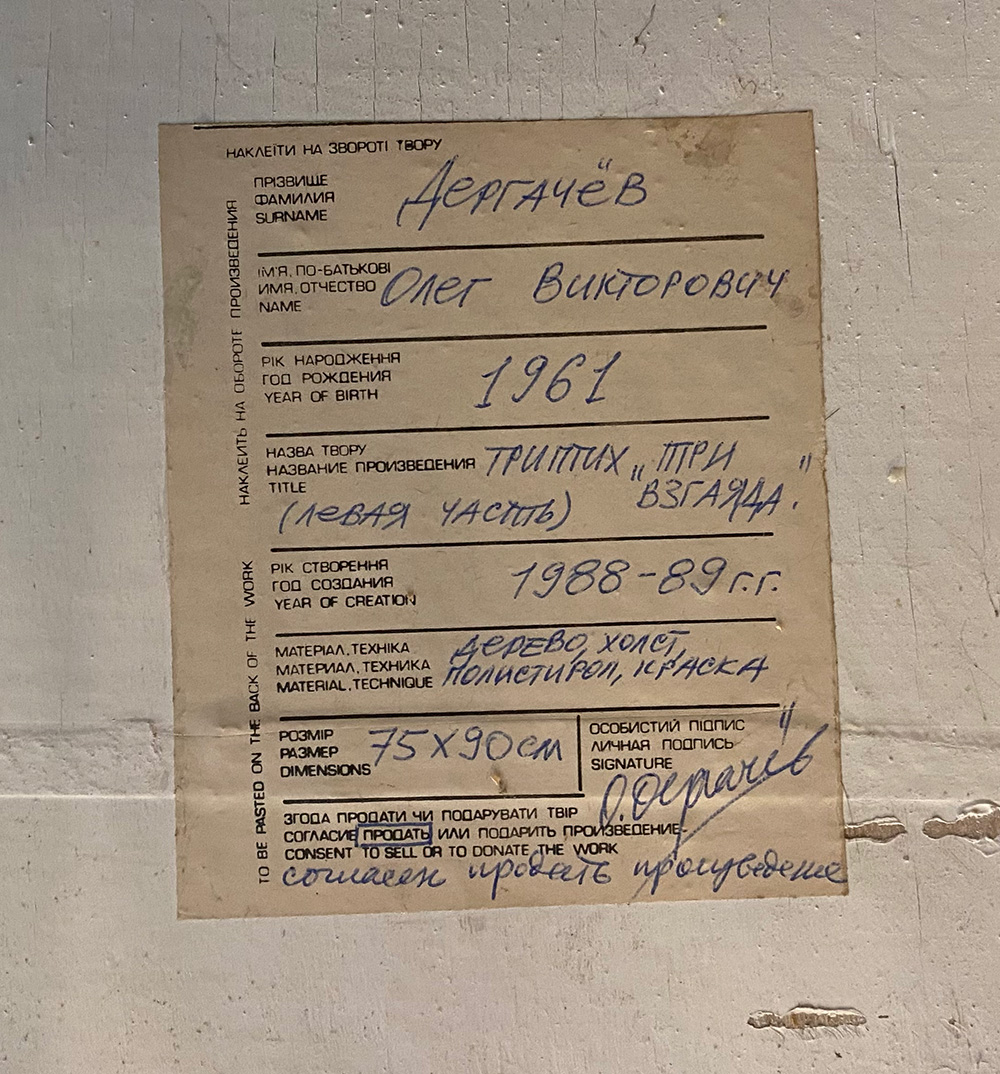 НАКЛЕЇТИ НА ЗВОРОТІ ТВОРУ
НАКЛЕИТЬ НА ОБОРОТЕ ПРОИЗВЕДЕНИЯ
TO BE PASTED ON THE BACK OF THE WORK
ПРІЗВИЩЕ
ФАМИЛИЯ
SURNAME
Дергачёв
ІМ'Я, ПО-БАТЬКОВІ
ИМЯ, ОТЧЕСТВО
NAME
Олег Викторович
РІК НАРОДЖЕННЯ
ГОД РОЖДЕНИЯ
YEAR OF BIRTH
1961
НАЗВА ТВОРУ
НАЗВАНИЕ ПРОИЗВЕДЕНИЯ
TITLE
ТРИПТИХ „ТРИ
ВЗГЛЯДА."
(ЛЕВАЯ ЧАСТЬ)
РІК СТВОРЕННЯ
ГОД СОЗДАНИЯ
YEAR OF CREATION
1988-89 г.г.
МАТЕРІАЛ, ТЕХНІКА
МАТЕРИАЛ, ТЕХНИКА
MATERIAL, TECHNIQUE
ДЕРЕВО, ХОЛСТ,
ПОЛИСТИРОЛ, КРАСКА
РОЗМІР
РАЗМЕР
DIMENSIONS
75 X 90 см
ОСОБИСТИЙ ПІДПИС
ЛИЧНАЯ ПОДПИСЬ
SIGNATURE
О.Дергачёв
ЗГОДА ПРОДАТИ ЧИ ПОДАРУВАТИ ТВІР
СОГЛАСИЕ ПРОДАТЬ ИЛИ ПОДАРИТЬ ПРОИЗВЕДЕНИЕ
CONSENT TO SELL OR TO DONATE THE WORK
согласен продать произведение